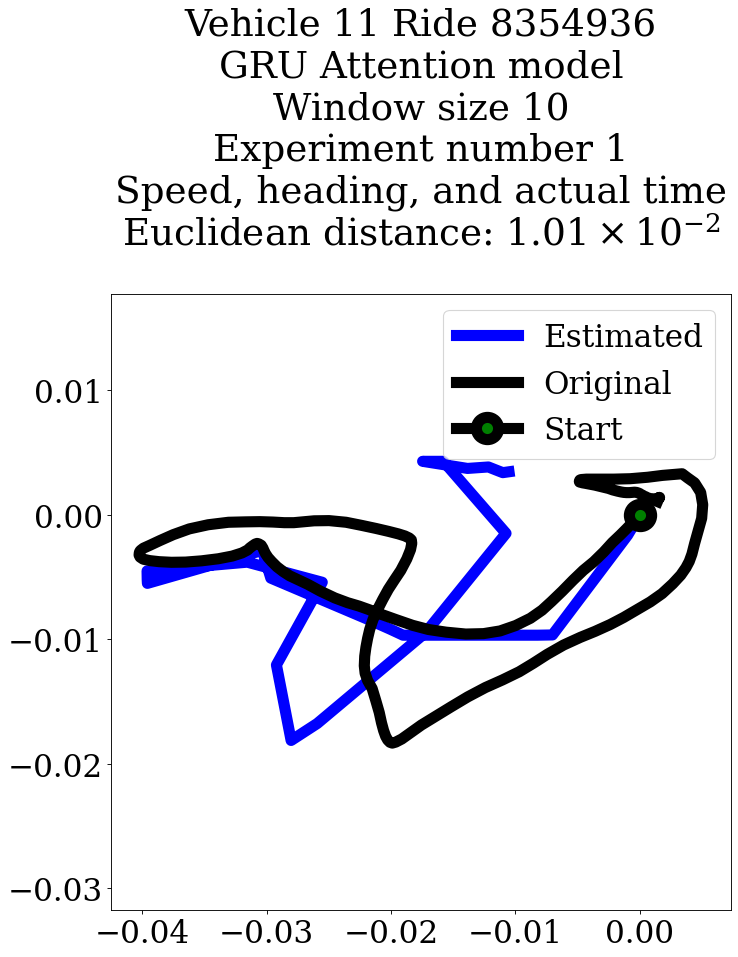 Vehicle 11 Ride 8354936
GRU Attention model
Window size 10
Experiment number 1
Speed, heading, and actual time
Euclidean distance: 1.01 × 10⁻²
Estimated
Original
Start
0.01
0.00
−0.01
−0.02
−0.03
−0.04 −0.03 −0.02 −0.01 0.00